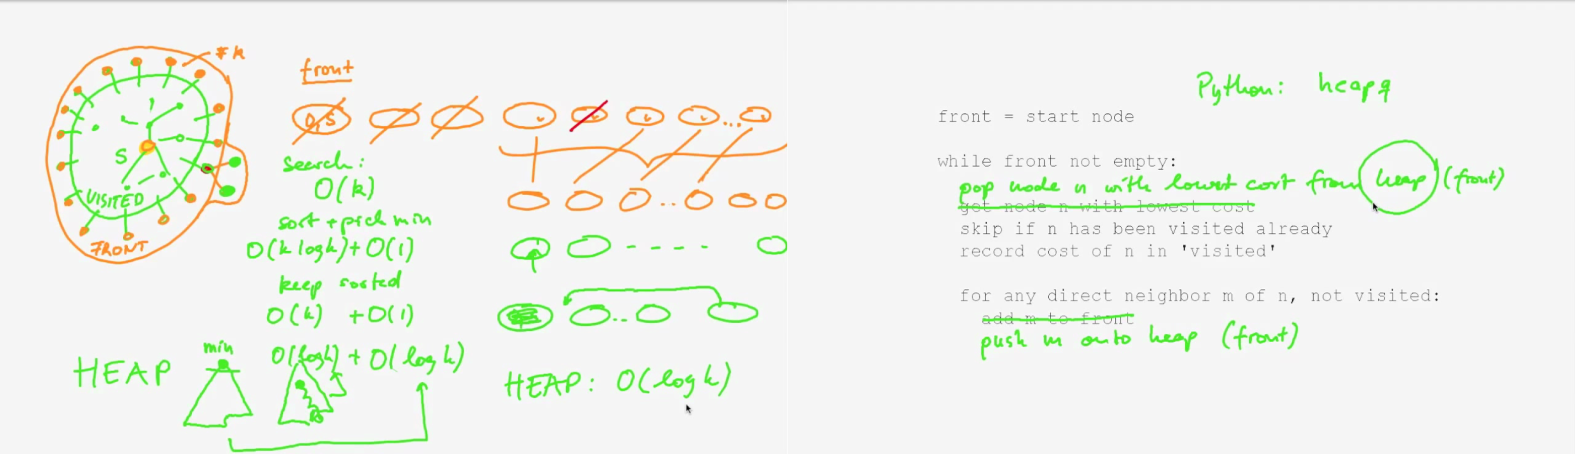 # k
front
0,S
S
VISITED
FRONT
search:
O(k)
sort + pick min
O(k log k) + O(1)
keep sorted
O(k) + O(1)
min
O(log k) + O(log k)
HEAP
HEAP: O(log k)
Python: heapq
front = start node
while front not empty:
pop node n with lowest cost from heap (front)
get node n with lowest cost
skip if n has been visited already
record cost of n in 'visited'
for any direct neighbor m of n, not visited:
add m to front
push m onto heap (front)